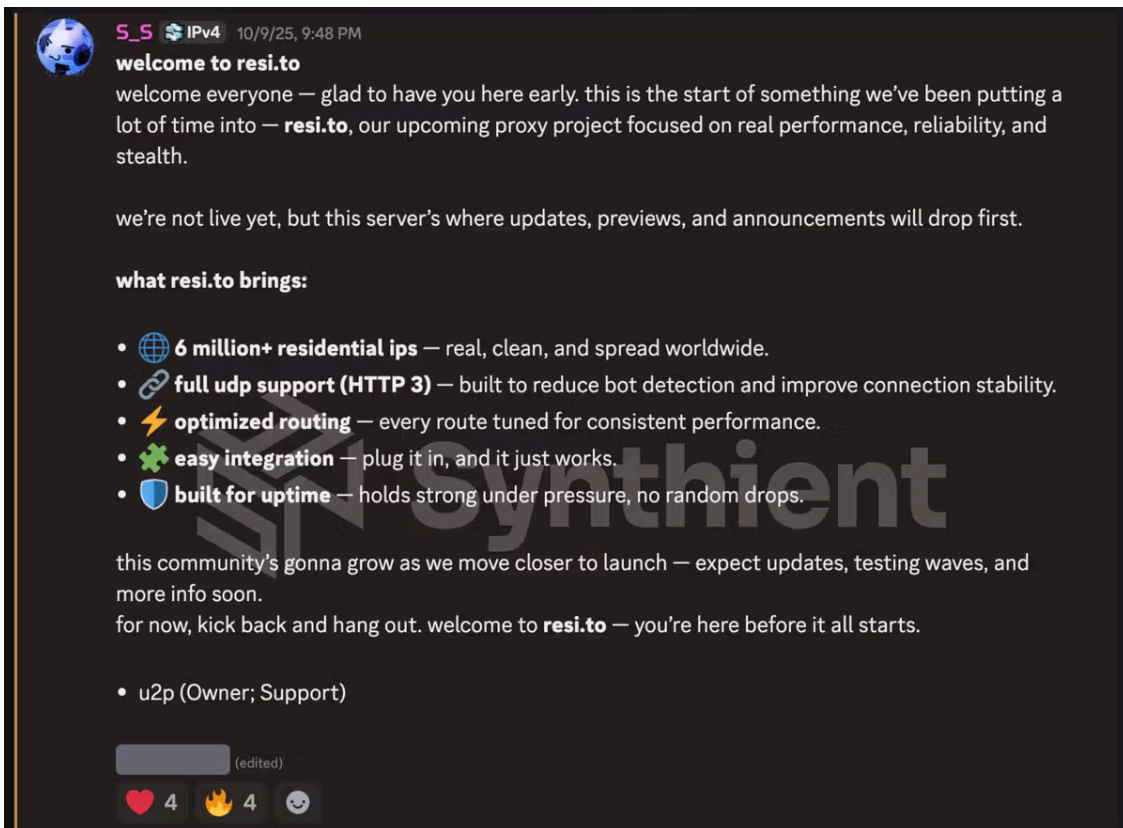 S_S IPv4 10/9/25, 9:48 PM
welcome to resi.to
welcome everyone — glad to have you here early. this is the start of something we’ve been putting a
lot of time into — resi.to, our upcoming proxy project focused on real performance, reliability, and
stealth.
we’re not live yet, but this server’s where updates, previews, and announcements will drop first.
what resi.to brings:
• 🌐 6 million+ residential ips — real, clean, and spread worldwide.
• 🔗 full udp support (HTTP 3) — built to reduce bot detection and improve connection stability.
• ⚡ optimized routing — every route tuned for consistent performance.
• 🧩 easy integration — plug it in, and it just works.
• 🛡️ built for uptime — holds strong under pressure, no random drops.
Synthient
this community’s gonna grow as we move closer to launch — expect updates, testing waves, and
more info soon.
for now, kick back and hang out. welcome to resi.to — you’re here before it all starts.
• u2p (Owner; Support)
(edited)
❤️ 4 🔥 4